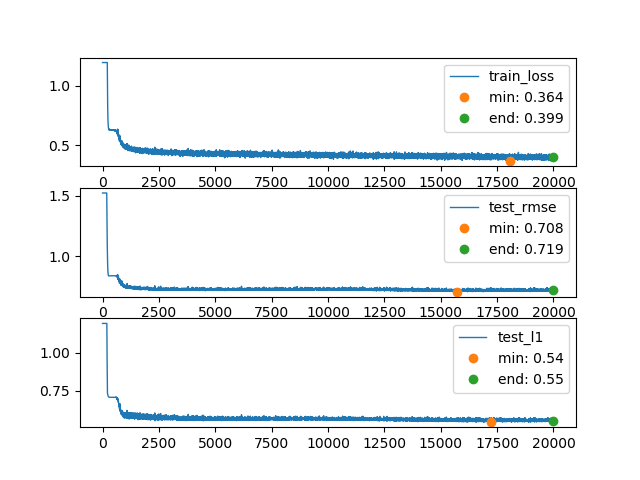 train_loss
min: 0.364
end: 0.399
1.0
0.5
0 2500 5000 7500 10000 12500 15000 17500 20000
test_rmse
min: 0.708
end: 0.719
1.5
1.0
0 2500 5000 7500 10000 12500 15000 17500 20000
test_l1
min: 0.54
end: 0.55
1.00
0.75
0 2500 5000 7500 10000 12500 15000 17500 20000